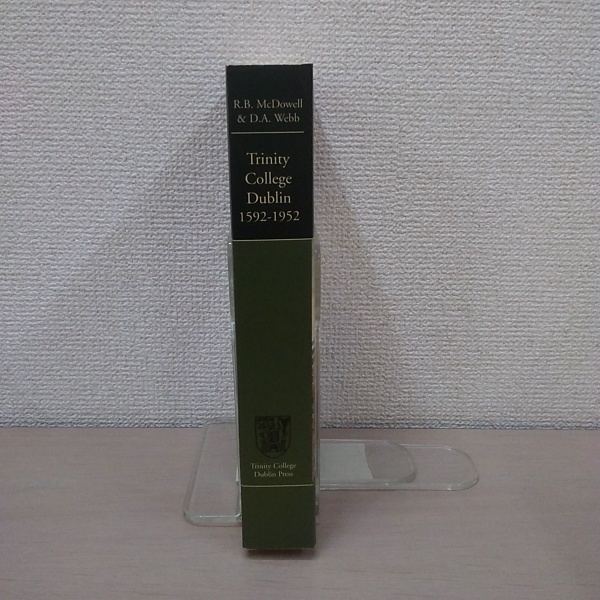 R.B. McDowell
& D.A. Webb
Trinity
College
Dublin
1592-1952
Trinity College
Dublin Press